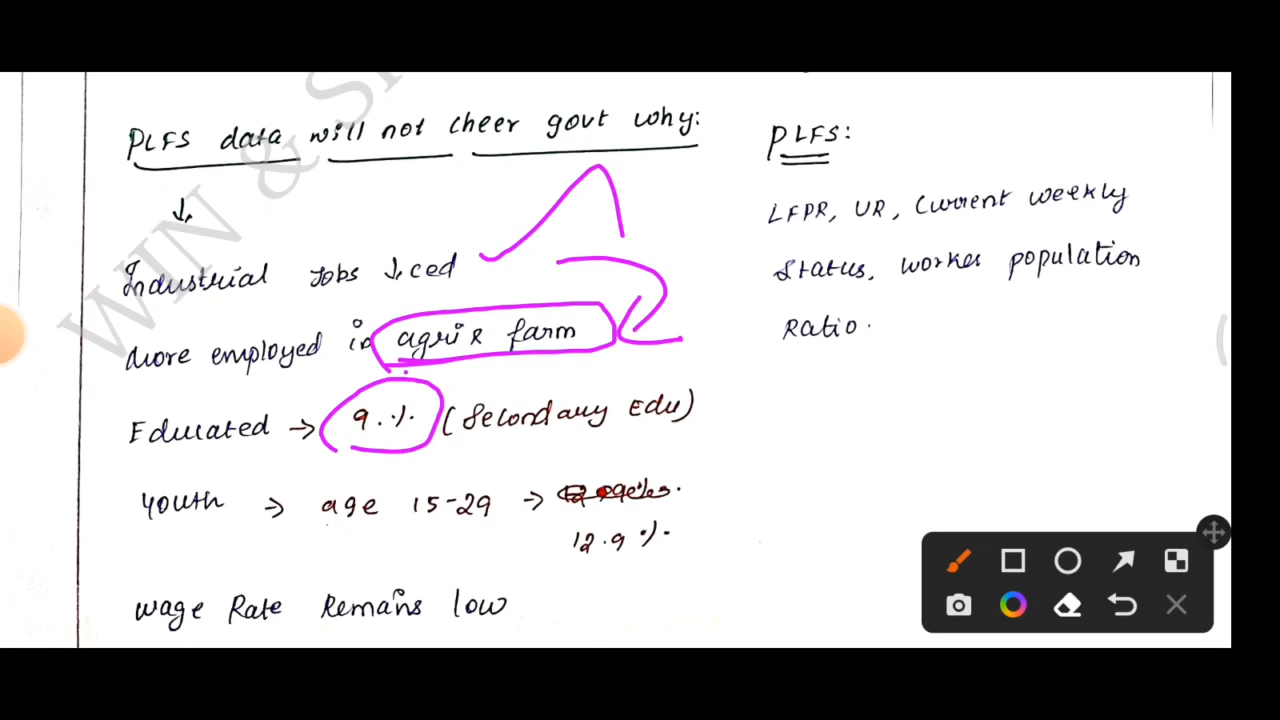 PLFS data will not cheer govt why:
↓
Industrial Jobs ↓ced
more employed in agri & farm
Educated → 9.% (Secondary Edu)
Youth → age 15-29 →
12.9 %
wage Rate Remains low
PLFS:
LFPR, UR, Current weekly
Status, worker population
Ratio.
WIN &